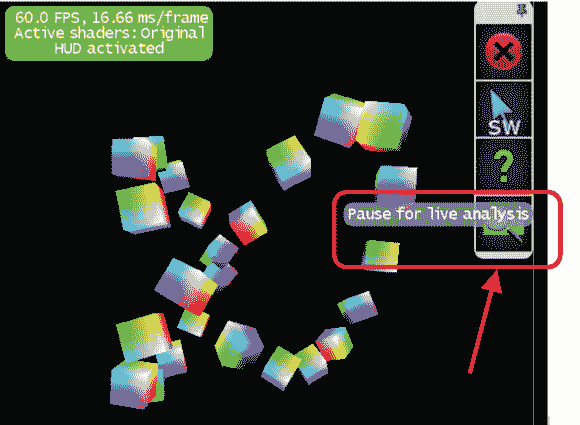 60.0 FPS, 16.66 ms/frame
Active shaders: Original
HUD activated
SW
?
Pause for live analysis